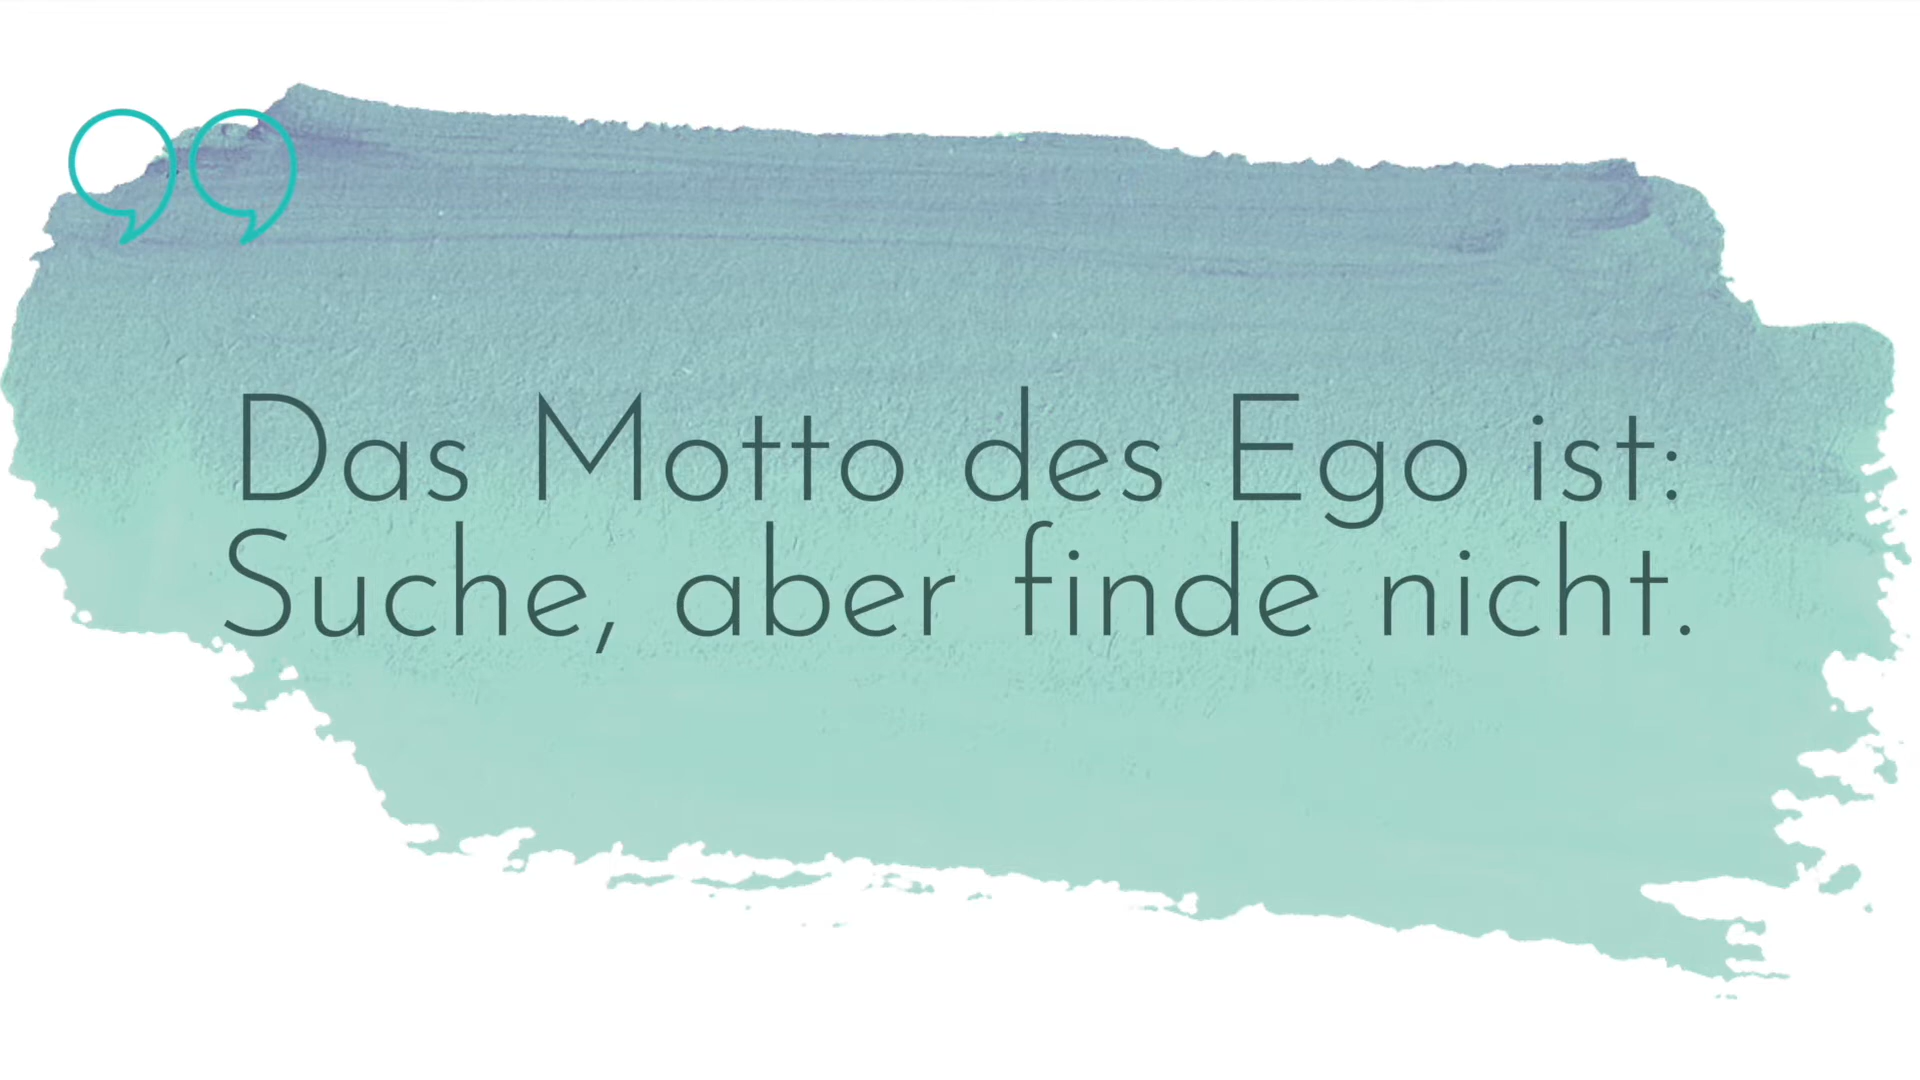 Das Motto des Ego ist:
Suche, aber finde nicht.